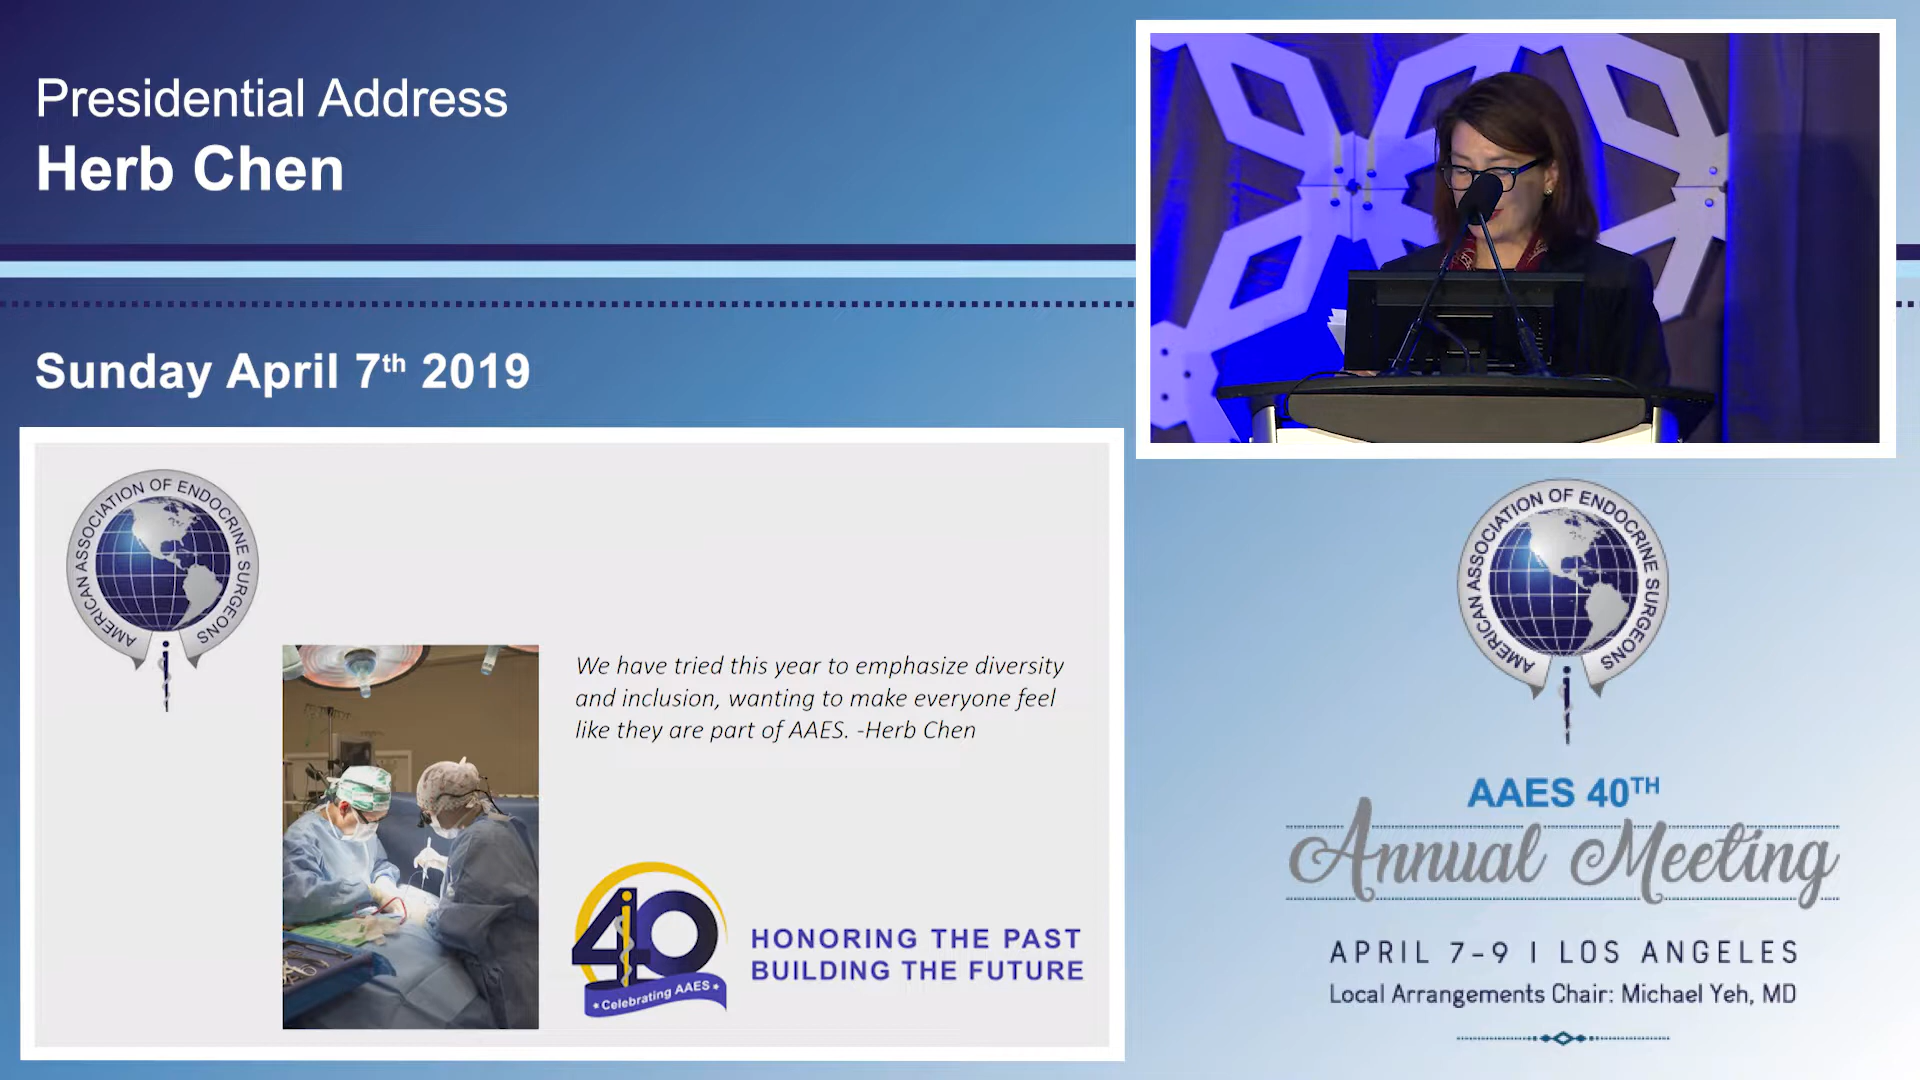 Presidential Address
Herb Chen
Sunday April 7th 2019
AMERICAN ASSOCIATION OF ENDOCRINE SURGEONS
We have tried this year to emphasize diversity
and inclusion, wanting to make everyone feel
like they are part of AAES. -Herb Chen
40
Celebrating AAES
HONORING THE PAST
BUILDING THE FUTURE
AMERICAN ASSOCIATION OF ENDOCRINE SURGEONS
AAES 40TH
Annual Meeting
APRIL 7-9 | LOS ANGELES
Local Arrangements Chair: Michael Yeh, MD